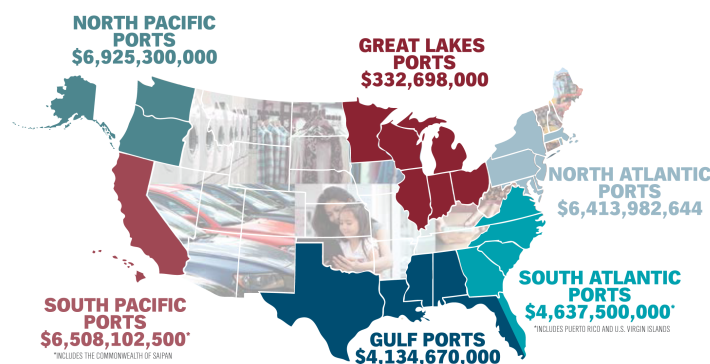 NORTH PACIFIC
PORTS
$6,925,300,000
GREAT LAKES
PORTS
$332,698,000
NORTH ATLANTIC
PORTS
$6,413,982,644
SOUTH ATLANTIC
PORTS
$4,637,500,000*
*INCLUDES PUERTO RICO AND U.S. VIRGIN ISLANDS
SOUTH PACIFIC
PORTS
$6,508,102,500*
*INCLUDES THE COMMONWEALTH OF SAIPAN
GULF PORTS
$4,134,670,000